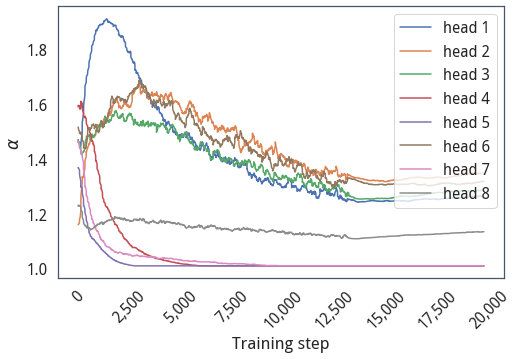 α
1.8
1.6
1.4
1.2
1.0
head 1
head 2
head 3
head 4
head 5
head 6
head 7
head 8
0
2,500
5,000
7,500
10,000
12,500
15,000
17,500
20,000
Training step